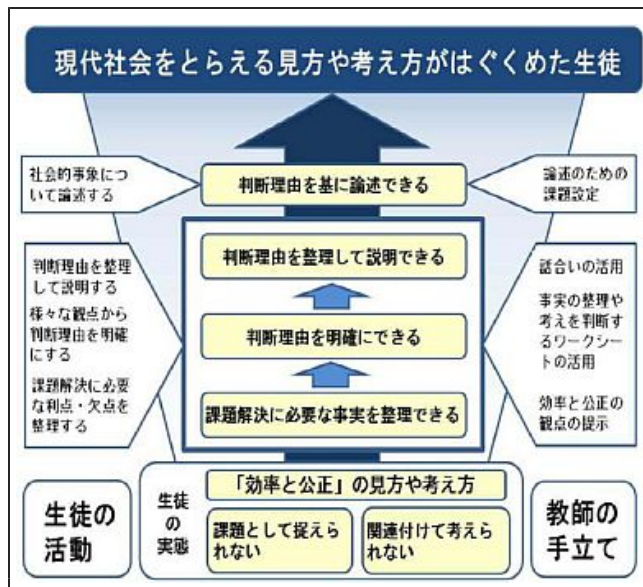 現代社会をとらえる見方や考え方がはぐくめた生徒
社会的事象につ
いて論述する
判断理由を基に論述できる
論述のための
課題設定
判断理由を整理
して説明する
様々な観点から
判断理由を明確
にする
課題解決に必要
な利点・欠点を
整理する
判断理由を整理して説明できる
判断理由を明確にできる
課題解決に必要な事実を整理できる
話合いの活用
事実の整理や
考えを判断す
るワークシー
トの活用
効率と公正の
観点の提示
生徒の
活動
生徒
の
実態
「効率と公正」の見方や考え方
課題として捉えら
れない
関連付けて考えら
れない
教師の
手立て